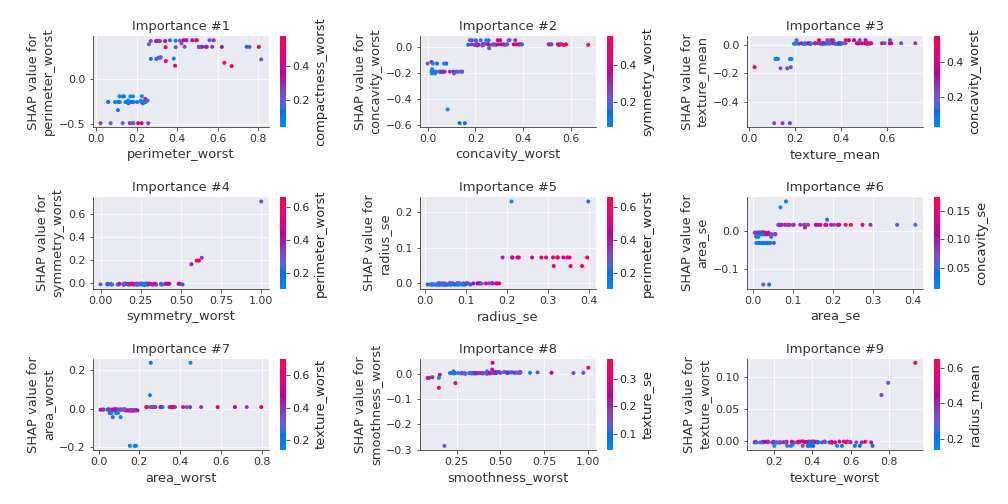 Importance #1
Importance #2
Importance #3
SHAP value for
perimeter_worst
0.0
−0.5
0.0 0.2 0.4 0.6 0.8
perimeter_worst
0.4
0.2
compactness_worst
SHAP value for
concavity_worst
0.0
−0.2
−0.4
−0.6
0.0 0.2 0.4 0.6
concavity_worst
0.4
0.2
symmetry_worst
SHAP value for
texture_mean
0.0
−0.2
−0.4
0.0 0.2 0.4 0.6
texture_mean
0.4
0.2
concavity_worst
Importance #4
Importance #5
Importance #6
SHAP value for
symmetry_worst
0.6
0.4
0.2
0.0
0.00 0.25 0.50 0.75 1.00
symmetry_worst
0.6
0.4
0.2
perimeter_worst
SHAP value for
radius_se
0.2
0.1
0.0
0.0 0.1 0.2 0.3 0.4
radius_se
0.6
0.4
0.2
perimeter_worst
SHAP value for
area_se
0.0
−0.1
0.0 0.1 0.2 0.3 0.4
area_se
0.15
0.10
0.05
concavity_se
Importance #7
Importance #8
Importance #9
SHAP value for
area_worst
0.2
0.0
−0.2
0.0 0.2 0.4 0.6 0.8
area_worst
0.6
0.4
0.2
texture_worst
SHAP value for
smoothness_worst
0.0
−0.1
−0.2
−0.3
0.25 0.50 0.75 1.00
smoothness_worst
0.3
0.2
0.1
texture_se
SHAP value for
texture_worst
0.10
0.05
0.00
0.2 0.4 0.6 0.8
texture_worst
0.6
0.4
0.2
radius_mean